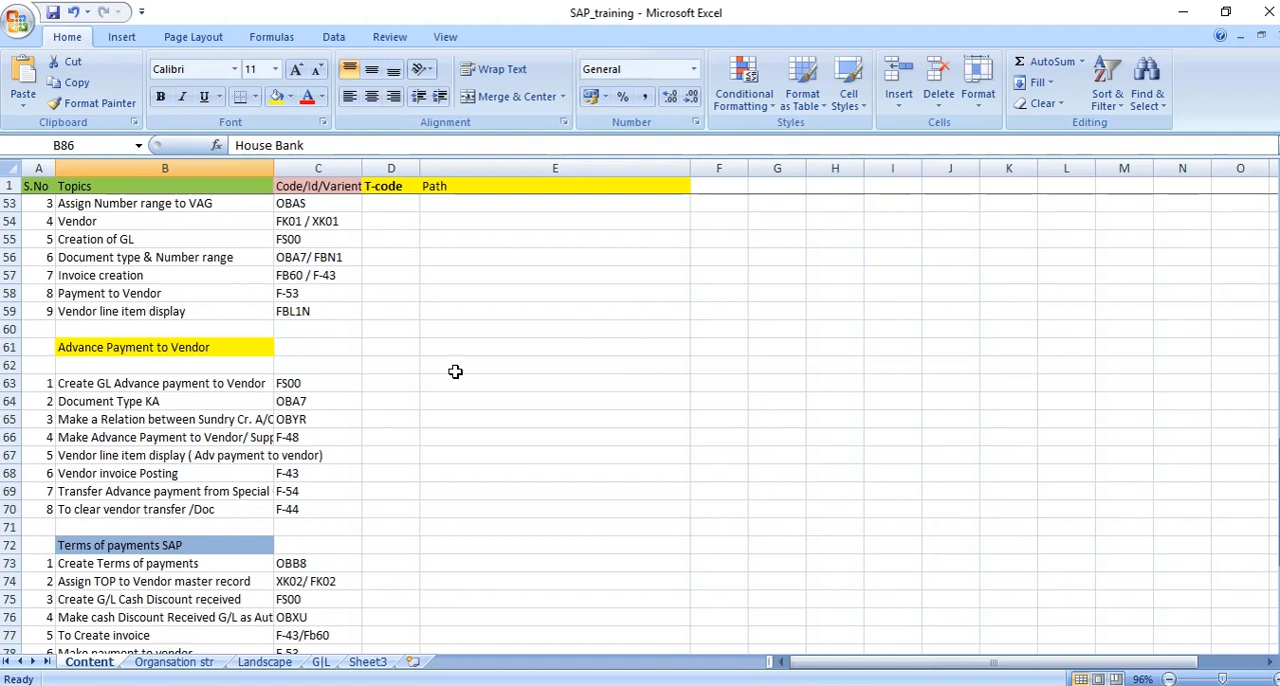 SAP_training - Microsoft Excel
Home Insert Page Layout Formulas Data Review View
Cut
Copy
Format Painter
Paste
Clipboard
Calibri 11
B I U
Font
Wrap Text
Merge & Center
Alignment
General
Number
Conditional Formatting
Format as Table
Cell Styles
Styles
Insert Delete Format
Cells
AutoSum
Fill
Clear
Sort & Filter
Find & Select
Editing
B86 fx House Bank
A B C D E F G H I J K L M N O
1 S.No Topics Code/Id/Varient T-code Path
53 3 Assign Number range to VAG OBAS
54 4 Vendor FK01 / XK01
55 5 Creation of GL FS00
56 6 Document type & Number range OBA7/ FBN1
57 7 Invoice creation FB60 / F-43
58 8 Payment to Vendor F-53
59 9 Vendor line item display FBL1N
60
61 Advance Payment to Vendor
62
63 1 Create GL Advance payment to Vendor FS00
64 2 Document Type KA OBA7
65 3 Make a Relation between Sundry Cr. A/C OBYR
66 4 Make Advance Payment to Vendor/ Supp F-48
67 5 Vendor line item display ( Adv payment to vendor)
68 6 Vendor invoice Posting F-43
69 7 Transfer Advance payment from Special F-54
70 8 To clear vendor transfer /Doc F-44
71
72 Terms of payments SAP
73 1 Create Terms of payments OBB8
74 2 Assign TOP to Vendor master record XK02/ FK02
75 3 Create G/L Cash Discount received FS00
76 4 Make cash Discount Received G/L as Aut OBXU
77 5 To Create invoice F-43/Fb60
78 6 Make payment to vendor F-53
Content Organsation str Landscape G|L Sheet3
Ready 96%